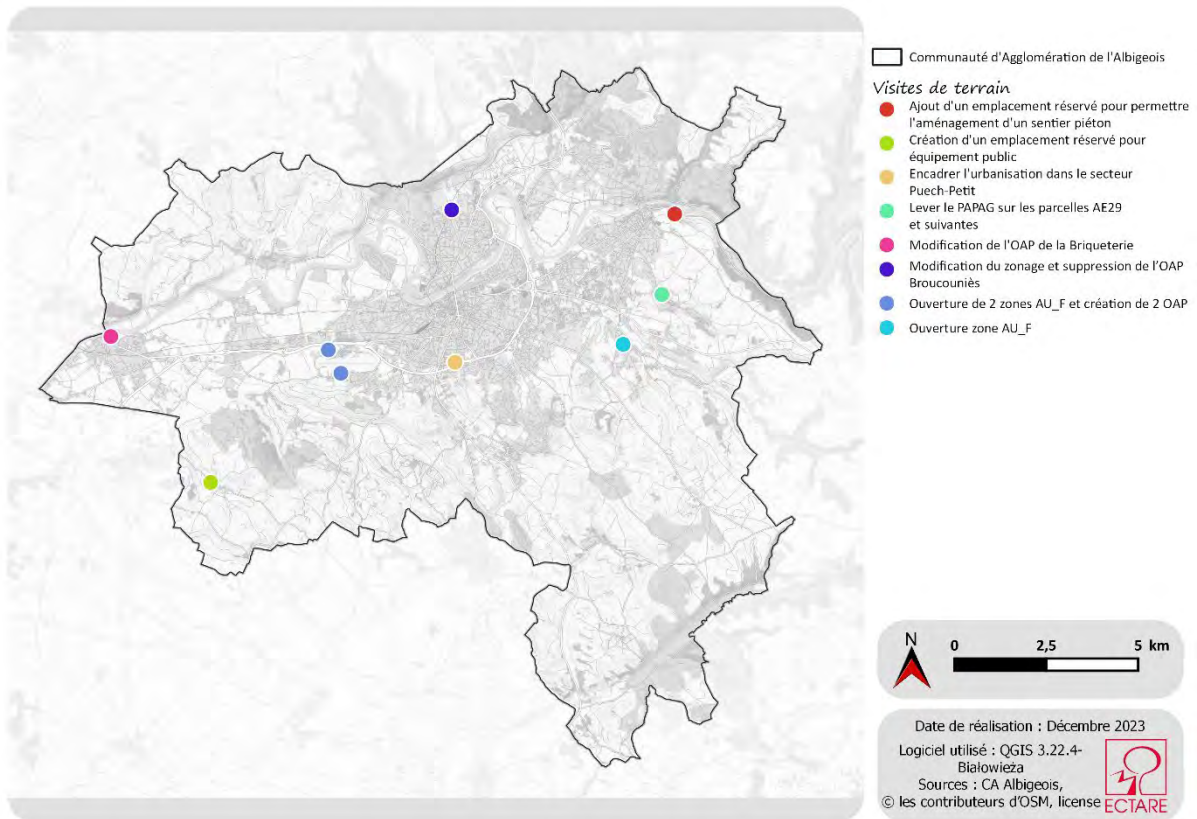 Communauté d'Agglomération de l'Albigeois
Visites de terrain
Ajout d'un emplacement réservé pour permettre
l'aménagement d'un sentier piéton
Création d'un emplacement réservé pour
équipement public
Encadrer l'urbanisation dans le secteur
Puech-Petit
Lever le PAPAG sur les parcelles AE29
et suivantes
Modification de l'OAP de la Briqueterie
Modification du zonage et suppression de l'OAP
Broucouniès
Ouverture de 2 zones AU_F et création de 2 OAP
Ouverture zone AU_F
N
0 2,5 5 km
Date de réalisation : Décembre 2023
Logiciel utilisé : QGIS 3.22.4-
Białowieża
Sources : CA Albigeois,
© les contributeurs d'OSM, license
ECTARE